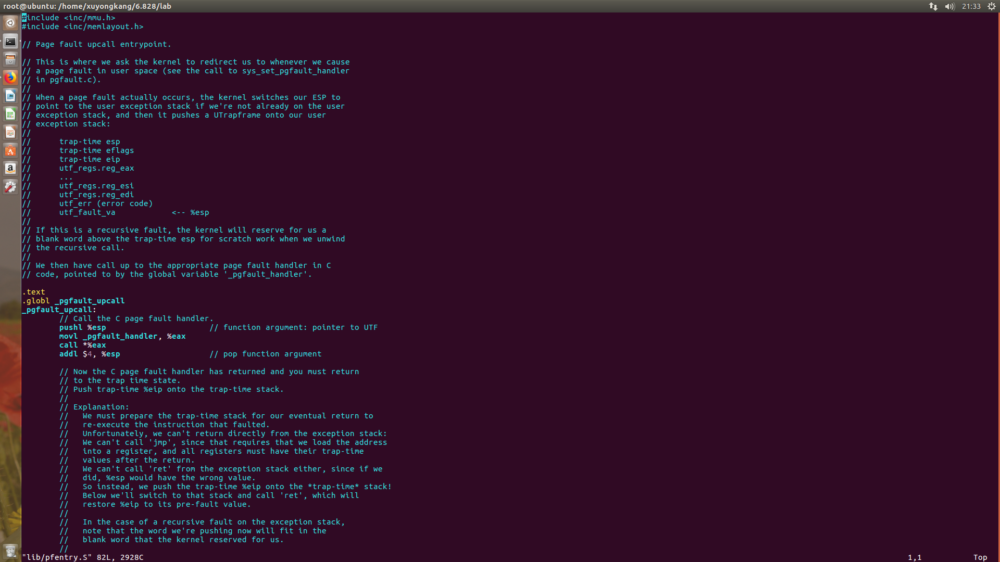 root@ubuntu: /home/xuyongkang/6.828/lab
21:33
#include <inc/mmu.h>
#include <inc/memlayout.h>
// Page fault upcall entrypoint.
// This is where we ask the kernel to redirect us to whenever we cause
// a page fault in user space (see the call to sys_set_pgfault_handler
// in pgfault.c).
//
// When a page fault actually occurs, the kernel switches our ESP to
// point to the user exception stack if we're not already on the user
// exception stack, and then it pushes a UTrapframe onto our user
// exception stack:
//
//      trap-time esp
//      trap-time eflags
//      trap-time eip
//      utf_regs.reg_eax
//      ...
//      utf_regs.reg_esi
//      utf_regs.reg_edi
//      utf_err (error code)
//      utf_fault_va            <-- %esp
//
// If this is a recursive fault, the kernel will reserve for us a
// blank word above the trap-time esp for scratch work when we unwind
// the recursive call.
//
// We then have call up to the appropriate page fault handler in C
// code, pointed to by the global variable '_pgfault_handler'.
.text
.globl _pgfault_upcall
_pgfault_upcall:
        // Call the C page fault handler.
        pushl %esp                      // function argument: pointer to UTF
        movl _pgfault_handler, %eax
        call *%eax
        addl $4, %esp                   // pop function argument
        // Now the C page fault handler has returned and you must return
        // to the trap time state.
        // Push trap-time %eip onto the trap-time stack.
        //
        // Explanation:
        //   We must prepare the trap-time stack for our eventual return to
        //   re-execute the instruction that faulted.
        //   Unfortunately, we can't return directly from the exception stack:
        //   We can't call 'jmp', since that requires that we load the address
        //   into a register, and all registers must have their trap-time
        //   values after the return.
        //   We can't call 'ret' from the exception stack either, since if we
        //   did, %esp would have the wrong value.
        //   So instead, we push the trap-time %eip onto the *trap-time* stack!
        //   Below we'll switch to that stack and call 'ret', which will
        //   restore %eip to its pre-fault value.
        //
        //   In the case of a recursive fault on the exception stack,
        //   note that the word we're pushing now will fit in the
        //   blank word that the kernel reserved for us.
        //
"lib/pfentry.S" 82L, 2928C
1,1
Top